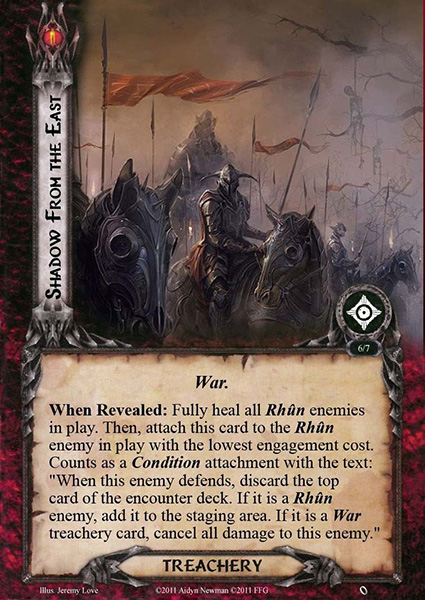 SHADOW FROM THE EAST
6/7
War.
When Revealed: Fully heal all Rhûn enemies
in play. Then, attach this card to the Rhûn
enemy in play with the lowest engagement cost.
Counts as a Condition attachment with the text:
"When this enemy defends, discard the top
card of the encounter deck. If it is a Rhûn
enemy, add it to the staging area. If it is a War
treachery card, cancel all damage to this enemy."
TREACHERY
Illus. Jeremy Love ©2011 Aidyn Newman ©2011 FFG